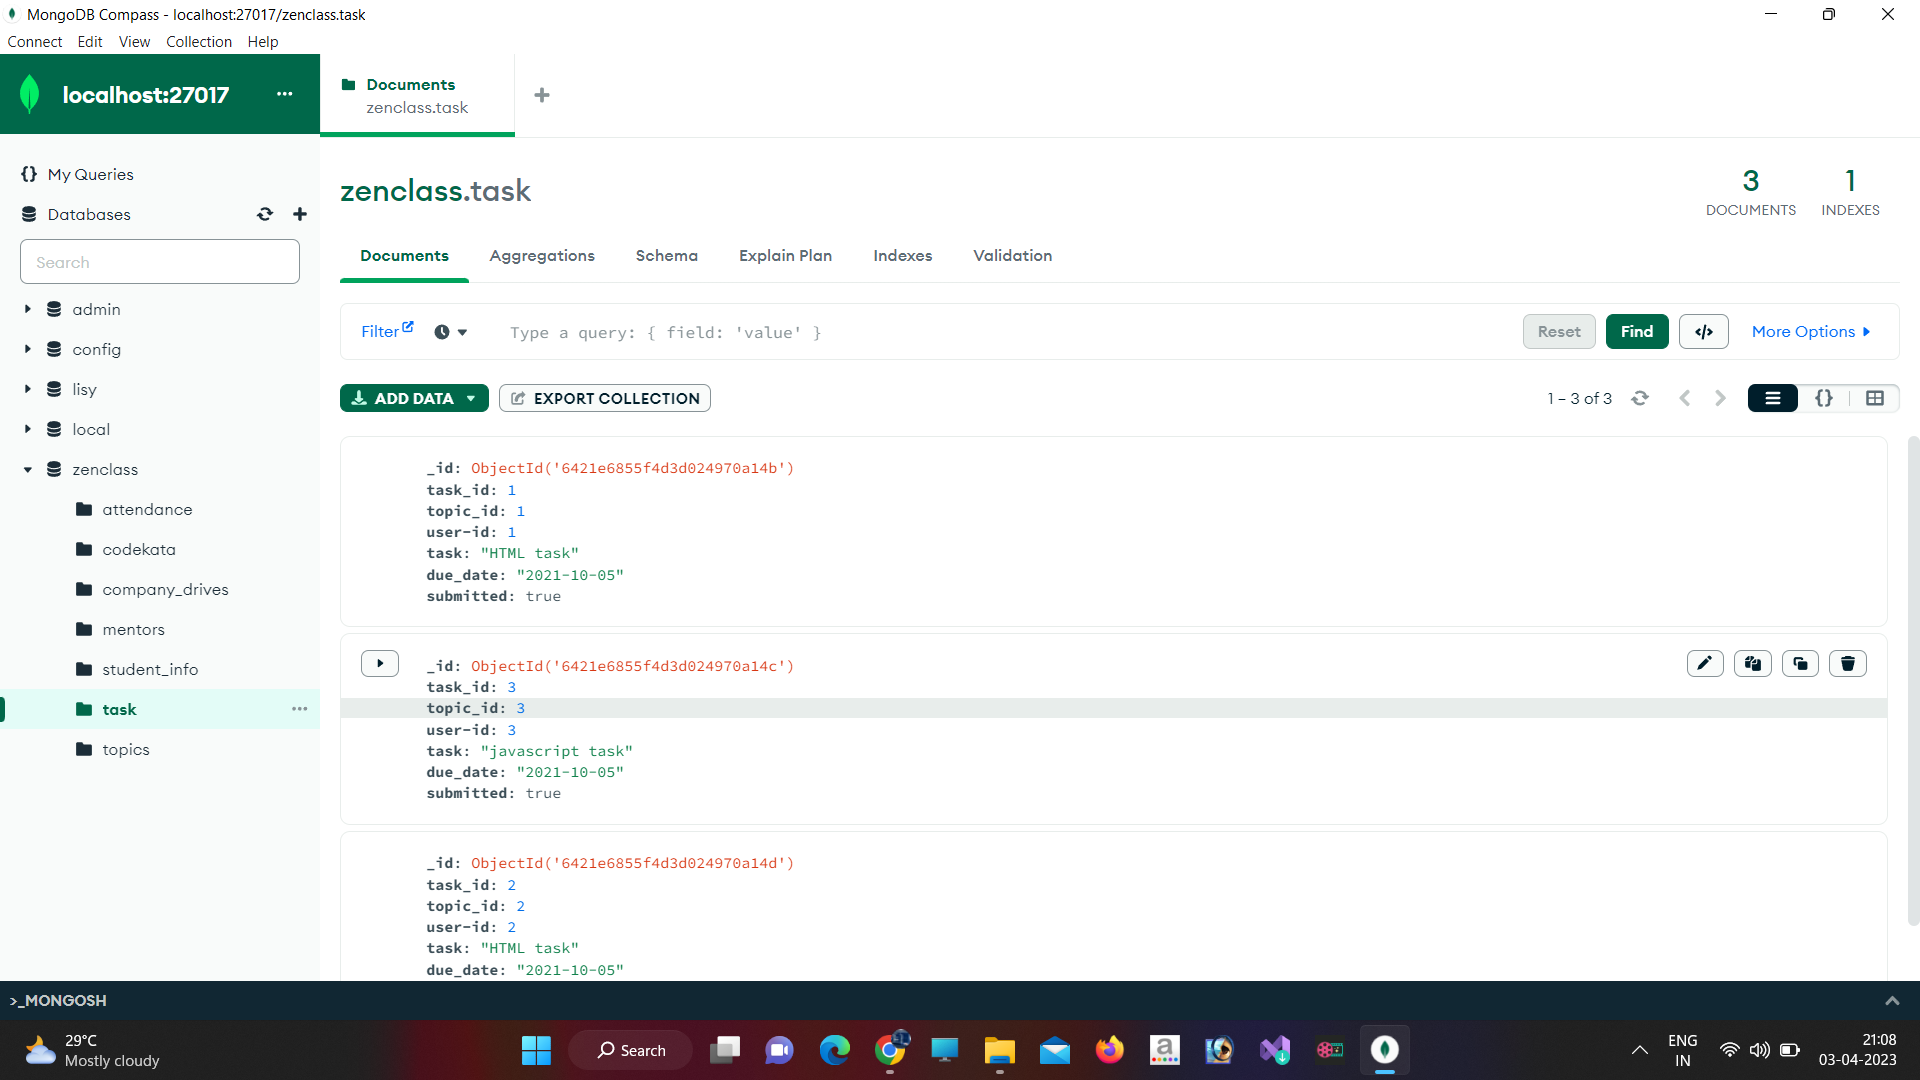 MongoDB Compass - localhost:27017/zenclass.task
Connect Edit View Collection Help
localhost:27017 ...
Documents
zenclass.task
+
{} My Queries
Databases
Search
admin
config
lisy
local
zenclass
attendance
codekata
company_drives
mentors
student_info
task ...
topics
zenclass.task
3
DOCUMENTS
1
INDEXES
Documents Aggregations Schema Explain Plan Indexes Validation
Filter Type a query: { field: 'value' } Reset Find </> More Options
ADD DATA EXPORT COLLECTION 1 – 3 of 3 {}
_id: ObjectId('6421e6855f4d3d024970a14b')
task_id: 1
topic_id: 1
user-id: 1
task: "HTML task"
due_date: "2021-10-05"
submitted: true
_id: ObjectId('6421e6855f4d3d024970a14c')
task_id: 3
topic_id: 3
user-id: 3
task: "javascript task"
due_date: "2021-10-05"
submitted: true
_id: ObjectId('6421e6855f4d3d024970a14d')
task_id: 2
topic_id: 2
user-id: 2
task: "HTML task"
due_date: "2021-10-05"
>_MONGOSH
29°C
Mostly cloudy
Search
a
ENG
IN
21:08
03-04-2023